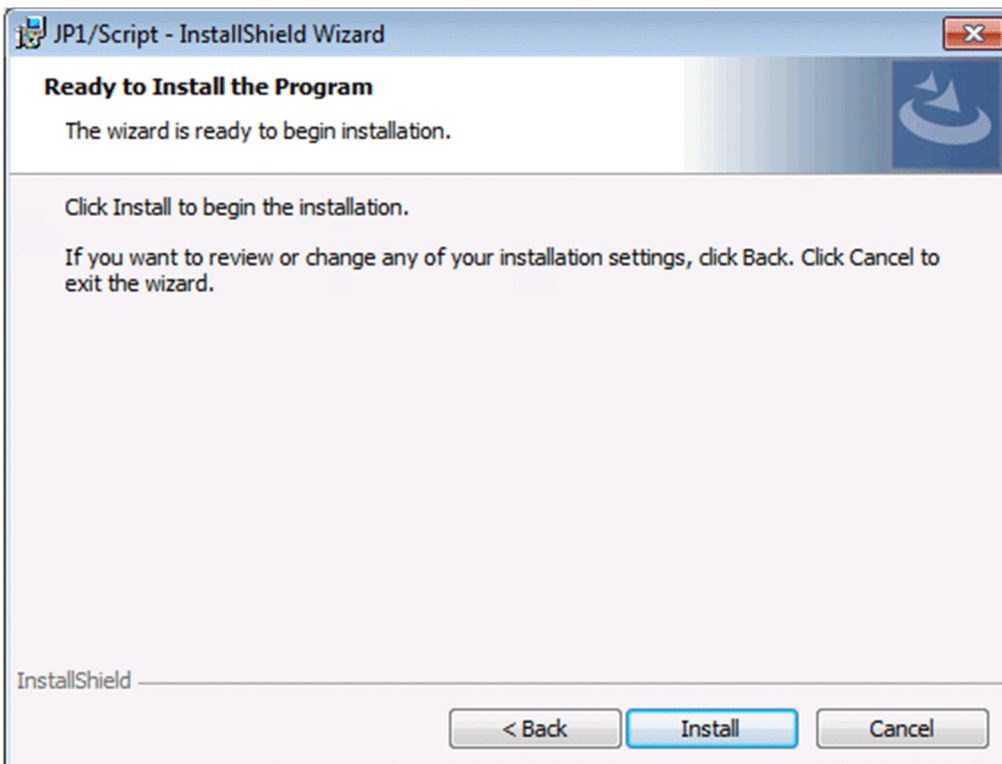 JP1/Script - InstallShield Wizard
Ready to Install the Program
The wizard is ready to begin installation.
Click Install to begin the installation.
If you want to review or change any of your installation settings, click Back. Click Cancel to
exit the wizard.
InstallShield
< Back
Install
Cancel